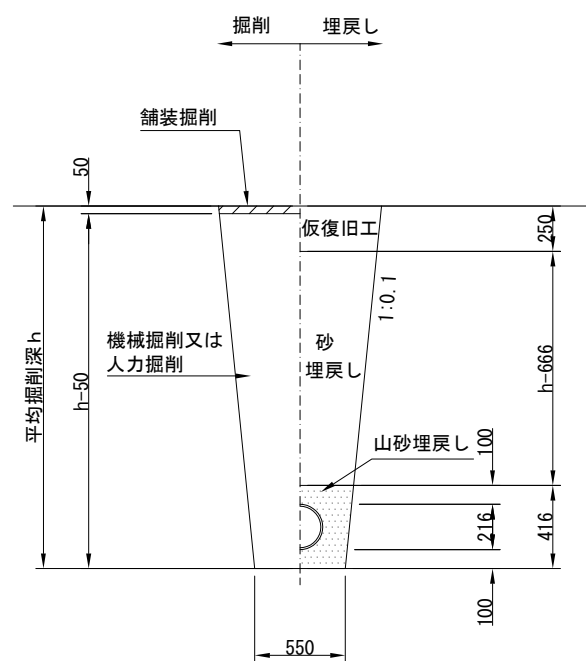 掘削
埋戻し
舗装掘削
50
仮復旧工
250
1:0.1
機械掘削又は
人力掘削
砂
埋戻し
平均掘削深h
h-50
h-666
山砂埋戻し
100
216
416
100
550